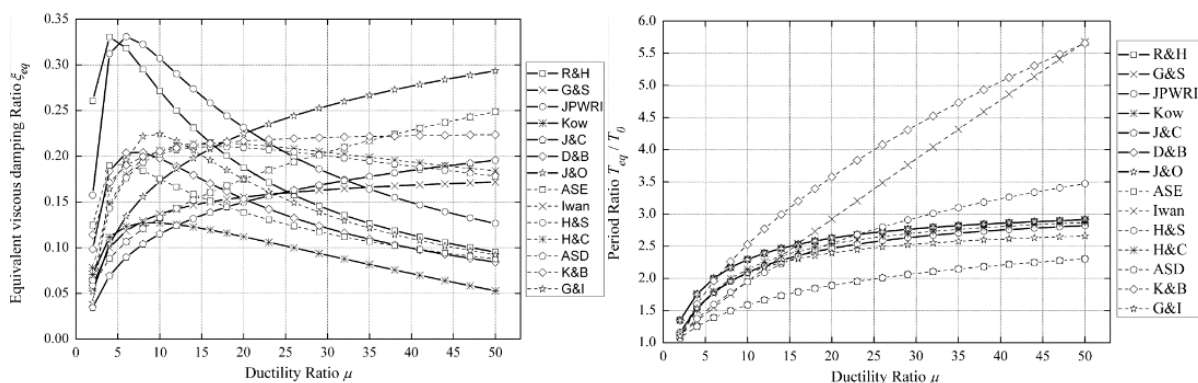 Equivalent viscous damping Ratio ξeq
0.35
0.30
0.25
0.20
0.15
0.10
0.05
0.00
0 5 10 15 20 25 30 35 40 45 50
Ductility Ratio μ
R&H
G&S
JPWRI
Kow
J&C
D&B
J&O
ASE
Iwan
H&S
H&C
ASD
K&B
G&I
Period Ratio Teq / T0
6.0
5.5
5.0
4.5
4.0
3.5
3.0
2.5
2.0
1.5
1.0
0 5 10 15 20 25 30 35 40 45 50
Ductility Ratio μ
R&H
G&S
JPWRI
Kow
J&C
D&B
J&O
ASE
Iwan
H&S
H&C
ASD
K&B
G&I